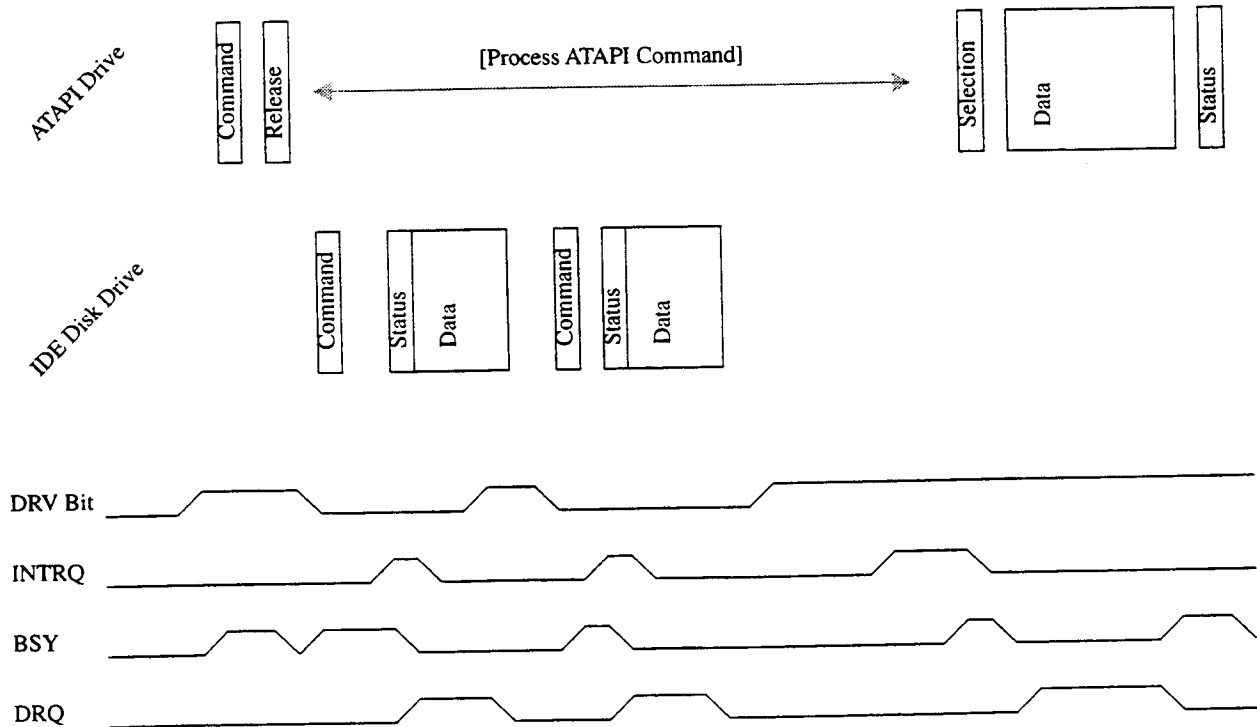 ATAPI Drive
Command
Release
[Process ATAPI Command]
Selection
Data
Status
IDE Disk Drive
Command
Status
Data
Command
Status
Data
DRV Bit
INTRQ
BSY
DRQ